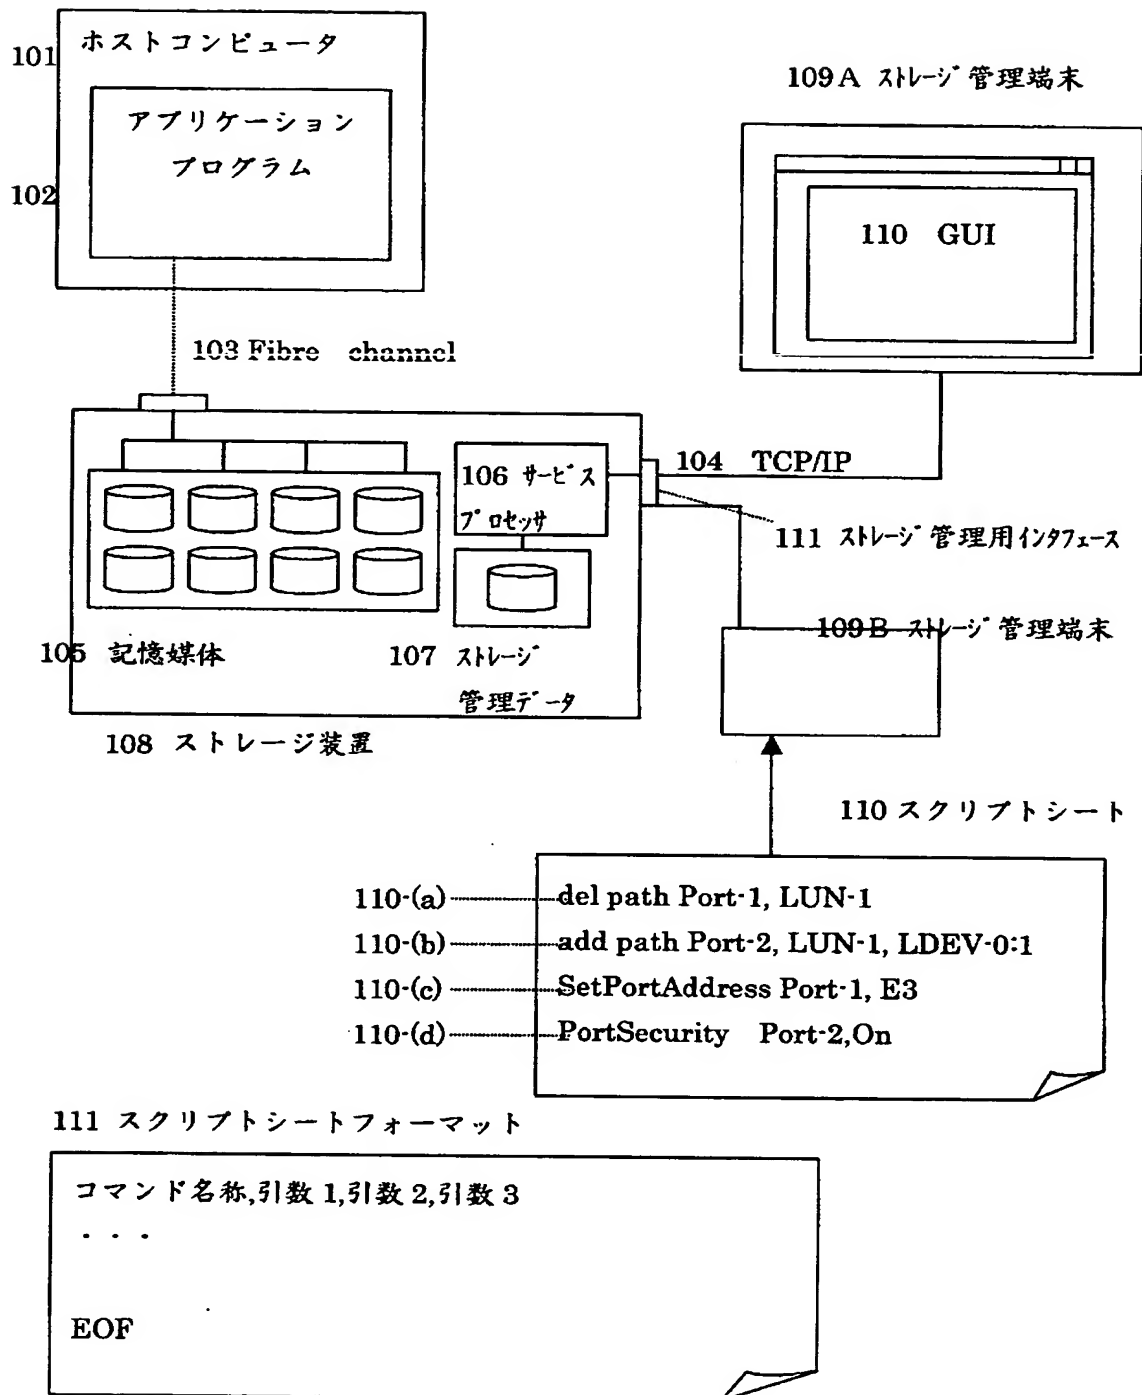 101
ホストコンピュータ
アプリケーション
プログラム
102
109A ストレージ管理端末
110 GUI
103 Fibre channel
106 サービス
プロセッサ
104 TCP/IP
111 ストレージ管理用インタフェース
109B ストレージ管理端末
105 記憶媒体
107 ストレージ
管理データ
108 ストレージ装置
110 スクリプトシート
110-(a) del path Port-1, LUN-1
110-(b) add path Port-2, LUN-1, LDEV-0:1
110-(c) SetPortAddress Port-1, E3
110-(d) PortSecurity Port-2,On
111 スクリプトシートフォーマット
コマンド名称,引数1,引数2,引数3
・・・
EOF